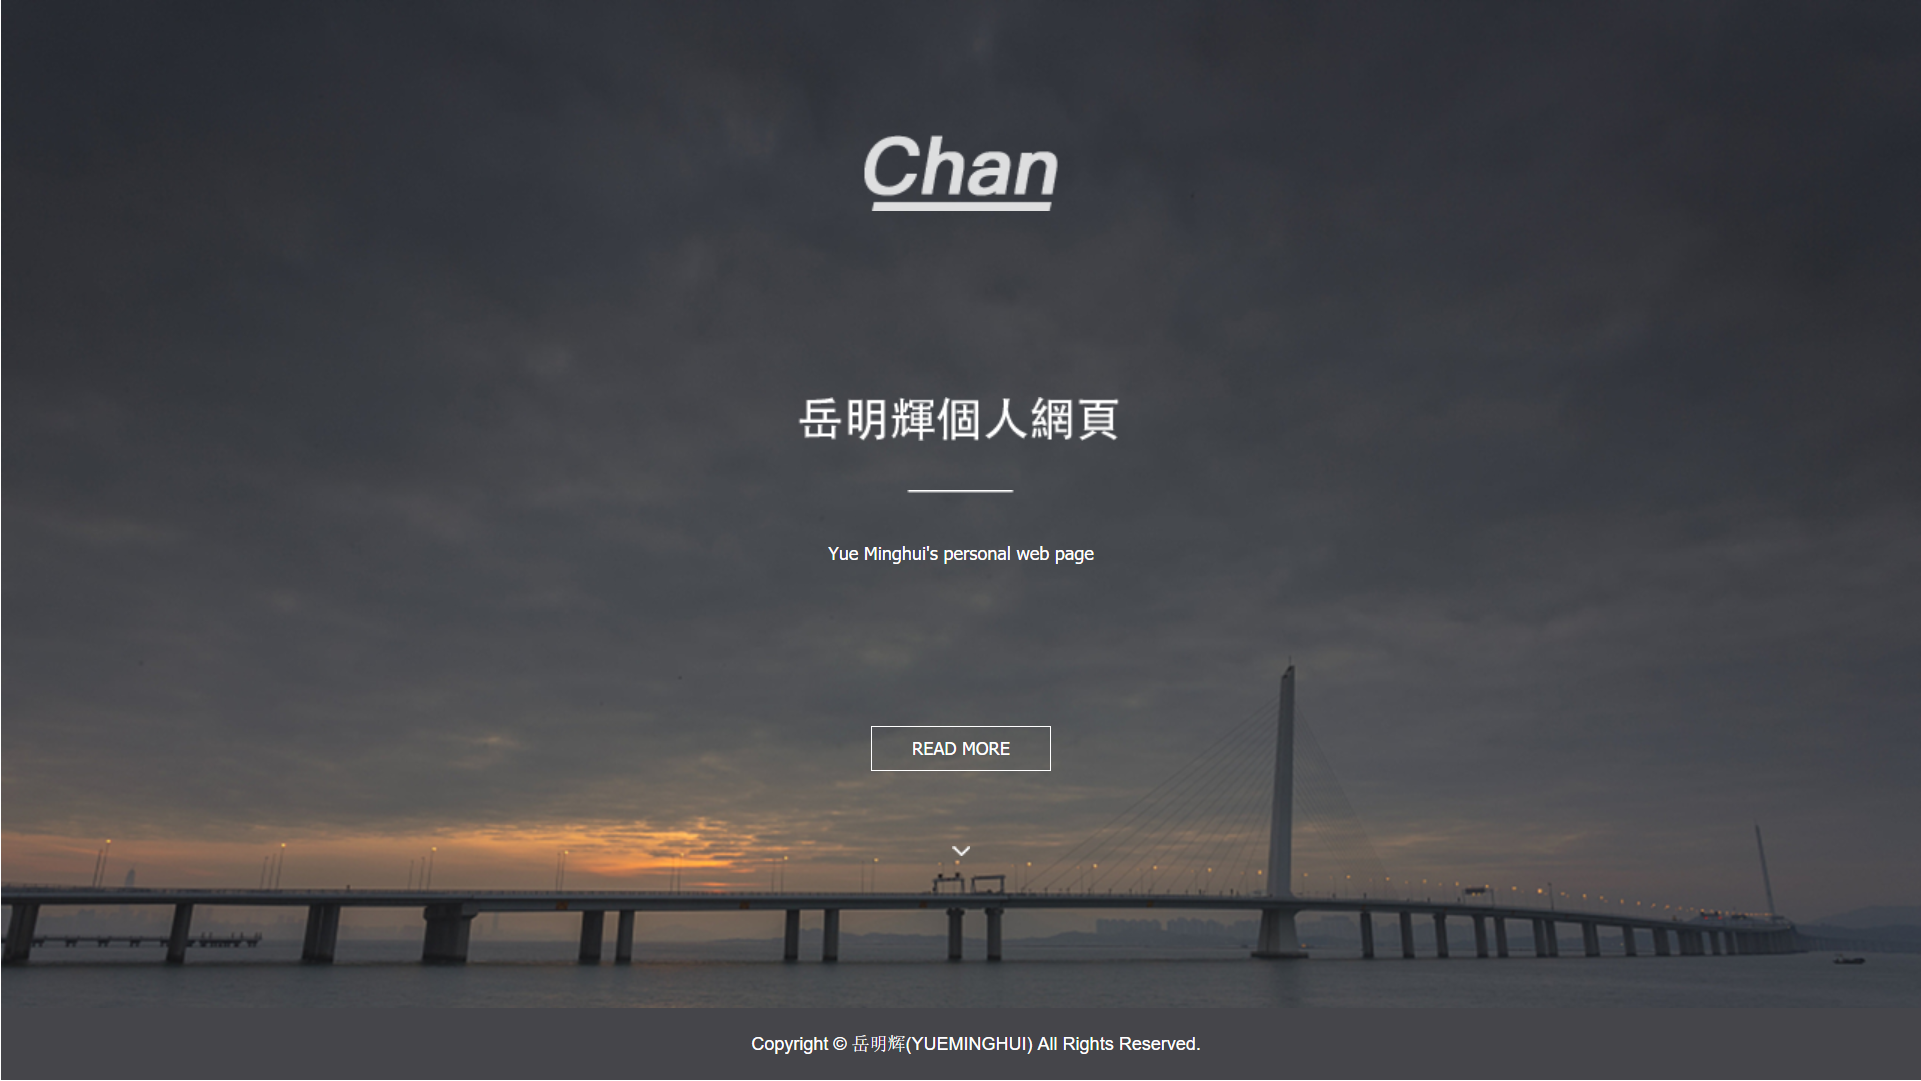 Chan
岳明輝個人網頁
Yue Minghui's personal web page
READ MORE
Copyright © 岳明辉(YUEMINGHUI) All Rights Reserved.